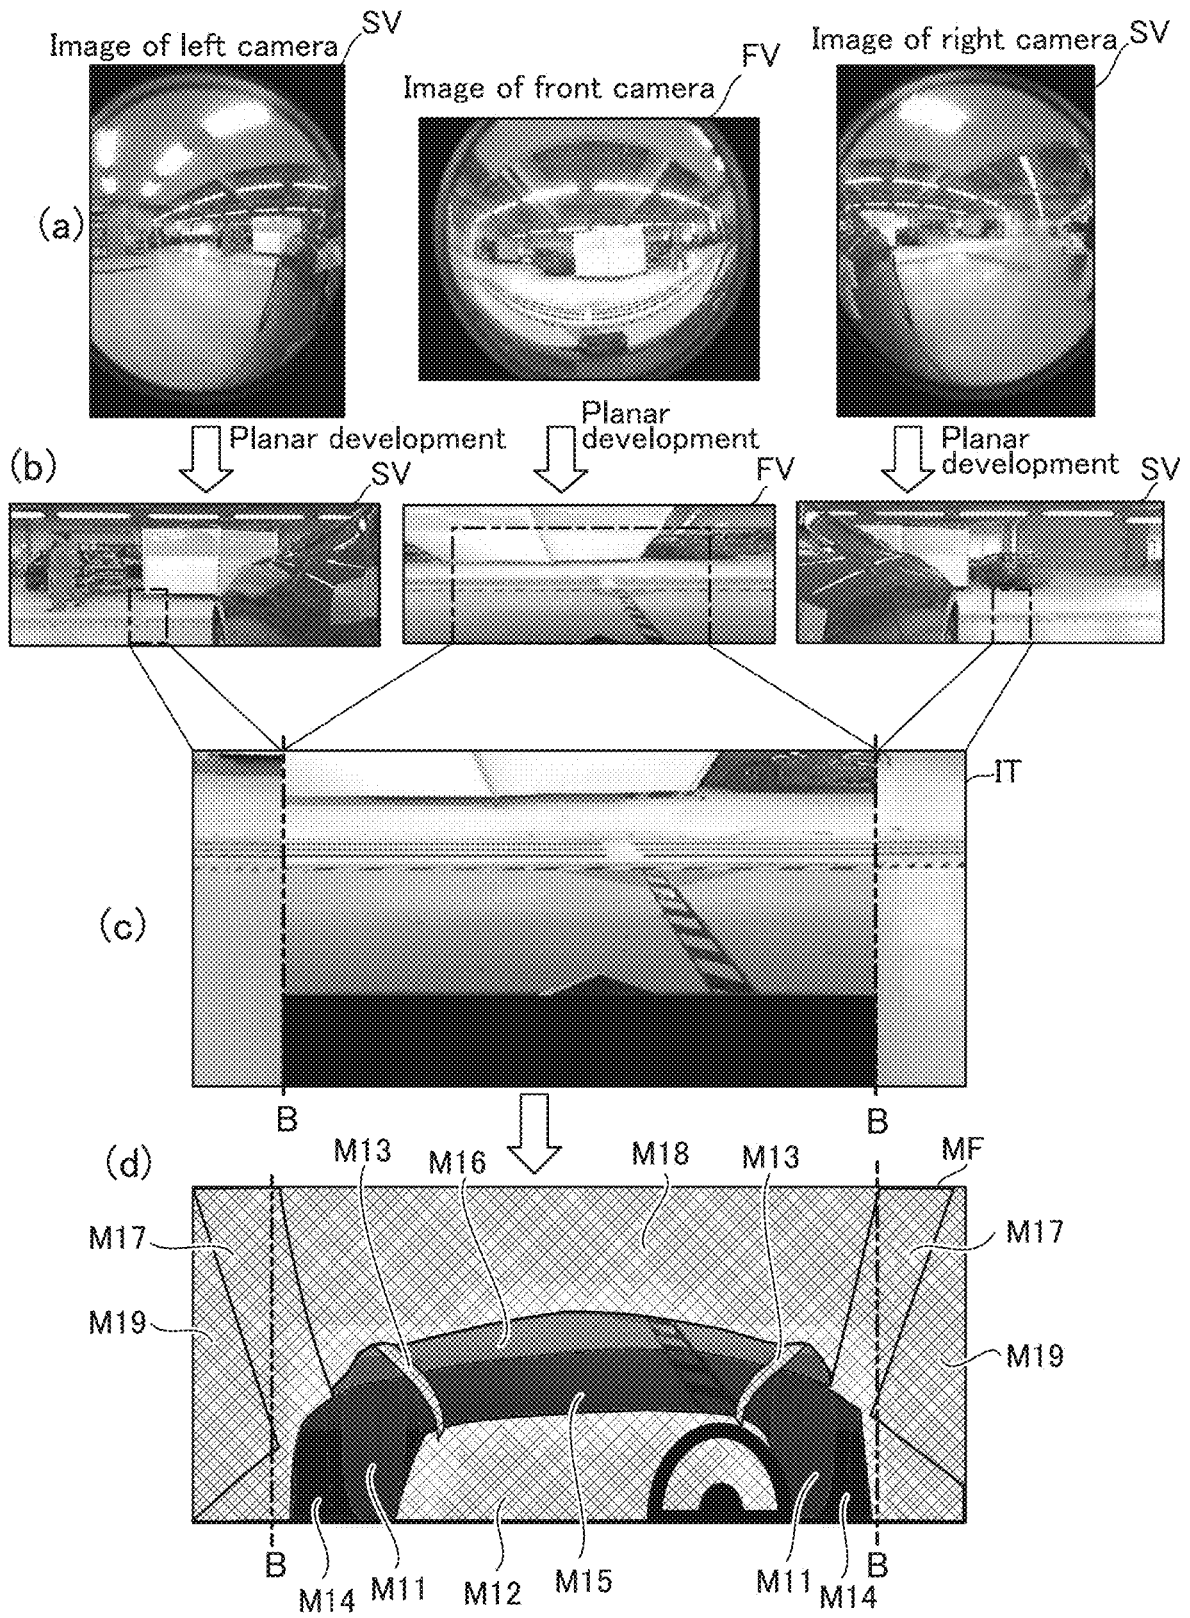 Image of left camera
SV
Image of front camera
FV
Image of right camera
SV
(a)
Planar development
Planar
development
Planar
development
(b)
SV
FV
SV
IT
(c)
B
B
(d)
M13
M16
M18
M13
MF
M17
M17
M19
M19
B
M14
M11
M12
M15
M11
M14
B